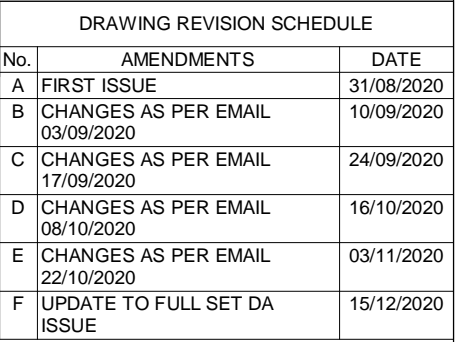 DRAWING REVISION SCHEDULE
No. AMENDMENTS DATE
A FIRST ISSUE 31/08/2020
B CHANGES AS PER EMAIL 10/09/2020
03/09/2020
C CHANGES AS PER EMAIL 24/09/2020
17/09/2020
D CHANGES AS PER EMAIL 16/10/2020
08/10/2020
E CHANGES AS PER EMAIL 03/11/2020
22/10/2020
F UPDATE TO FULL SET DA 15/12/2020
ISSUE